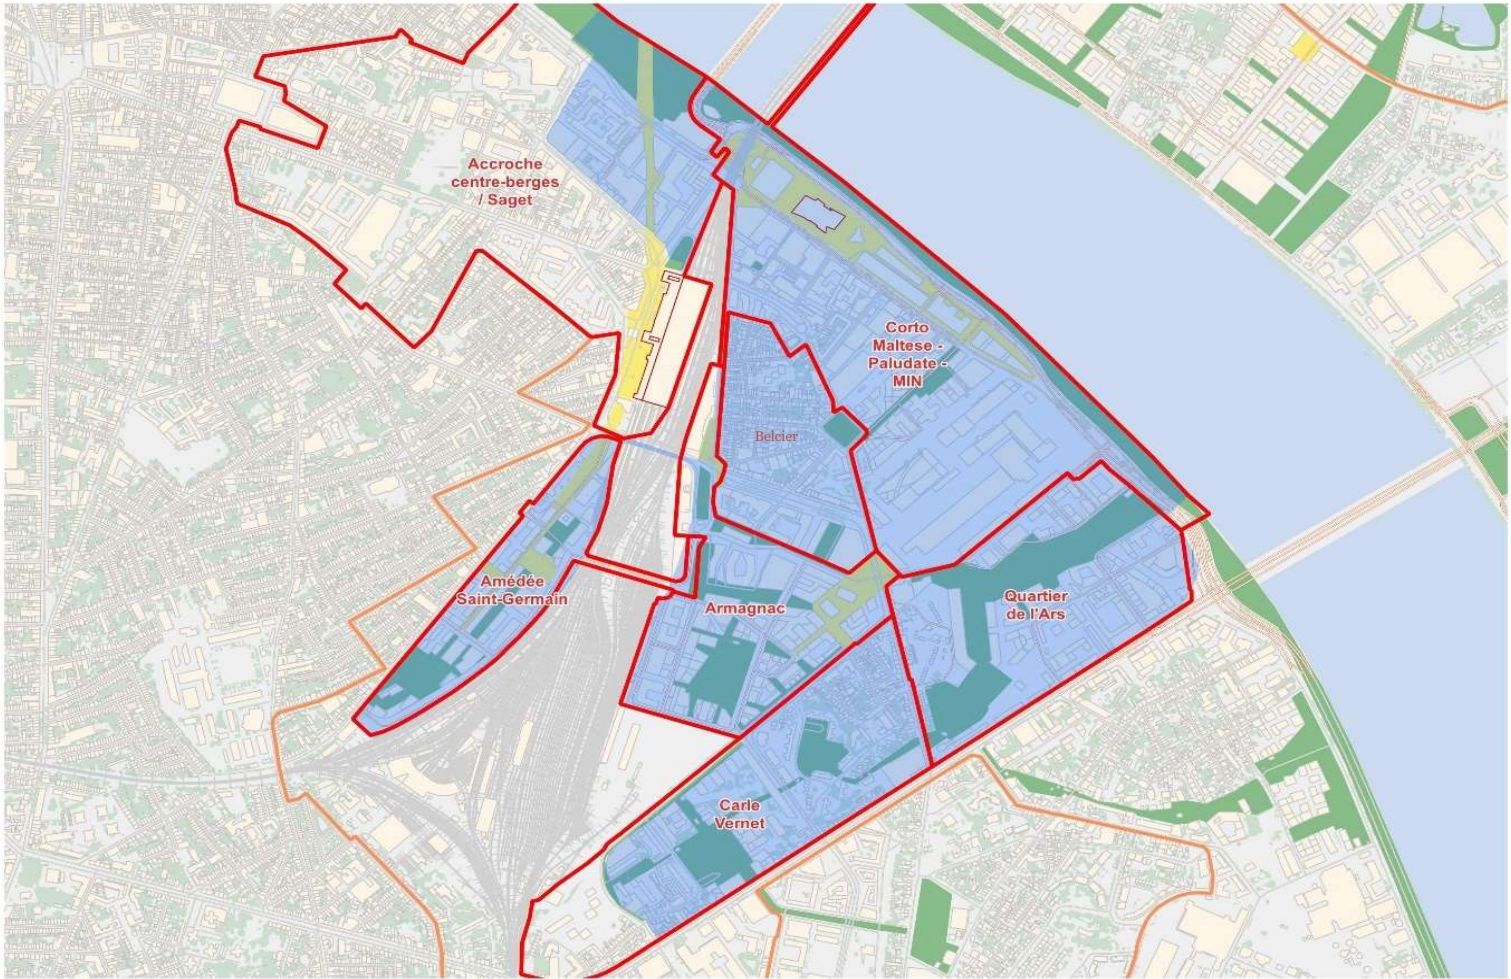 Accroche
centre-berges
/ Saget
Corto
Maltese -
Paludate -
MIN
Belcier
Amédée
Saint-Germain
Armagnac
Quartier
de l'Ars
Carle
Vernet